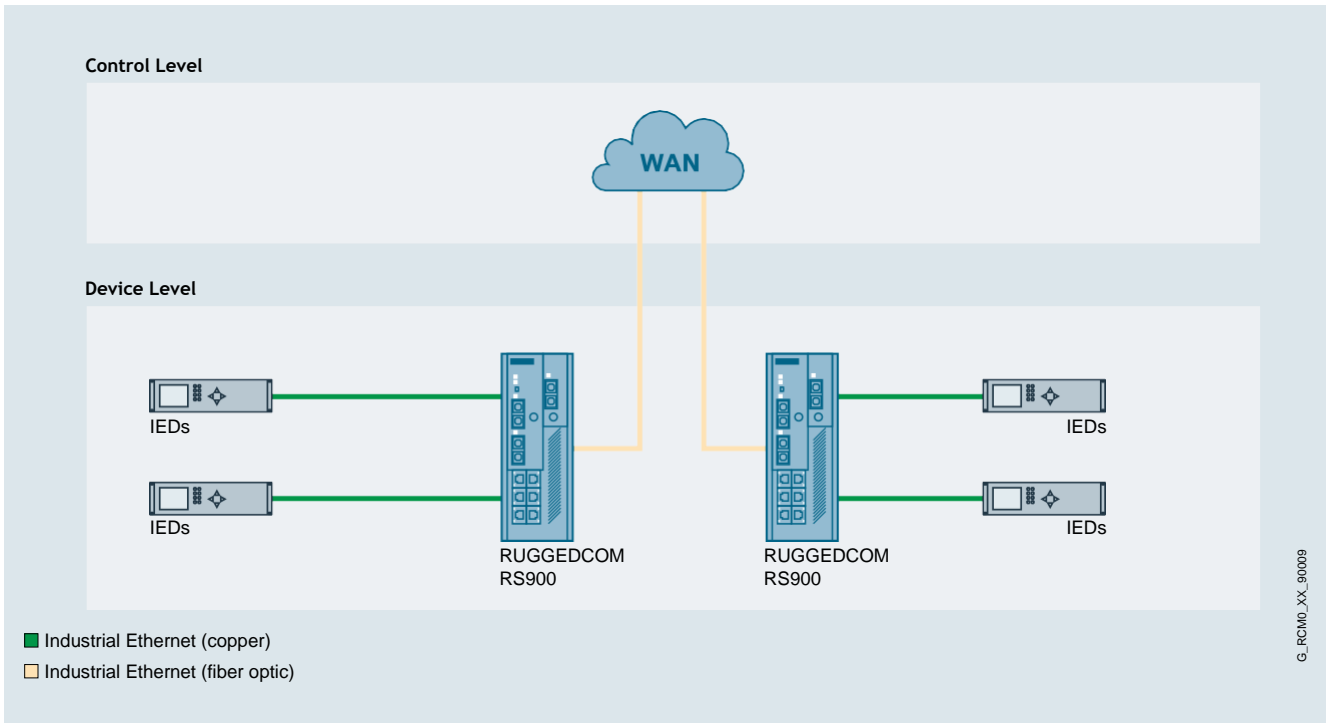 Control Level
WAN
Device Level
IEDs
IEDs
IEDs
IEDs
RUGGEDCOM
RS900
RUGGEDCOM
RS900
Industrial Ethernet (copper)
Industrial Ethernet (fiber optic)
G_RCM0_XX_90009